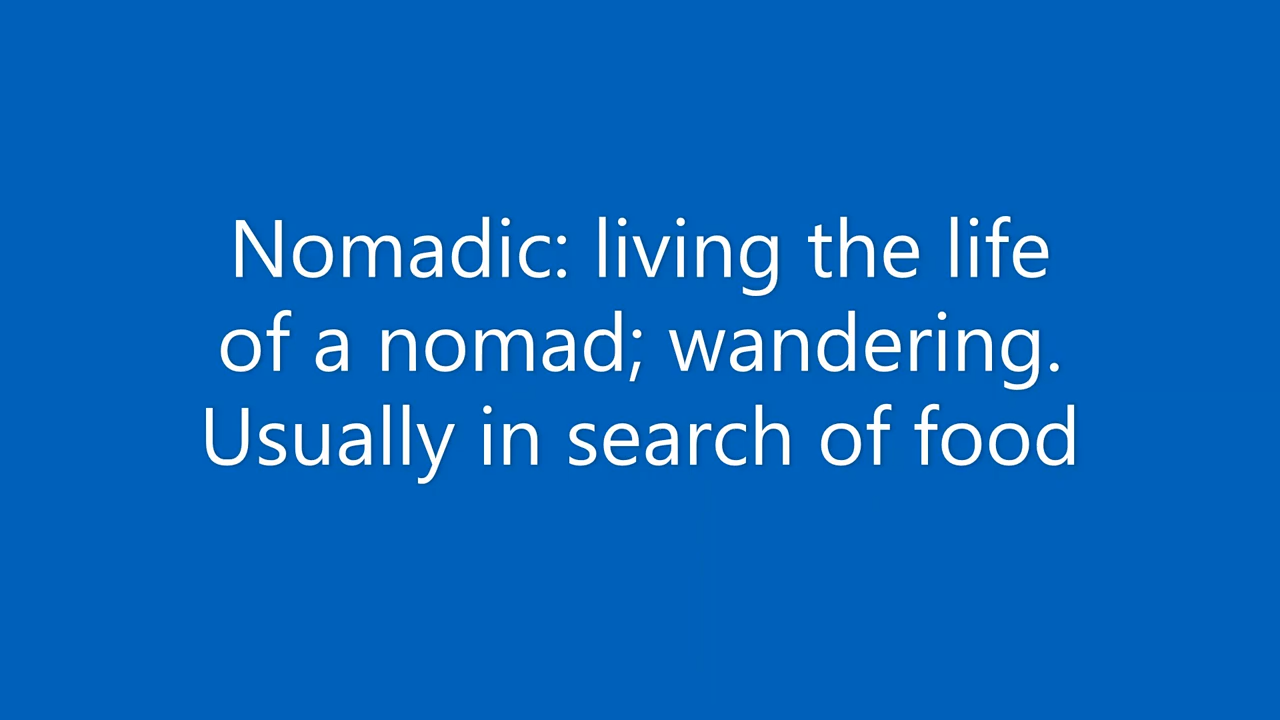 Nomadic: living the life
of a nomad; wandering.
Usually in search of food